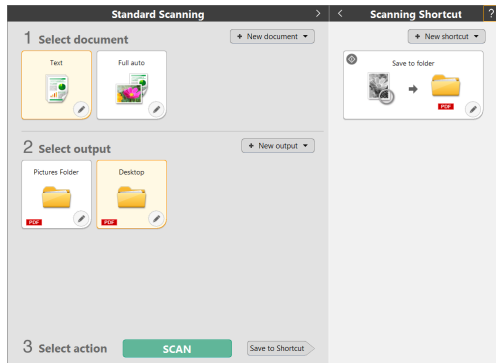 Standard Scanning >
< Scanning Shortcut ?
1 Select document
+ New document
Text
Full auto
2 Select output
+ New output
Pictures Folder
PDF
Desktop
PDF
3 Select action
SCAN
Save to Shortcut
+ New shortcut
Save to folder
PDF